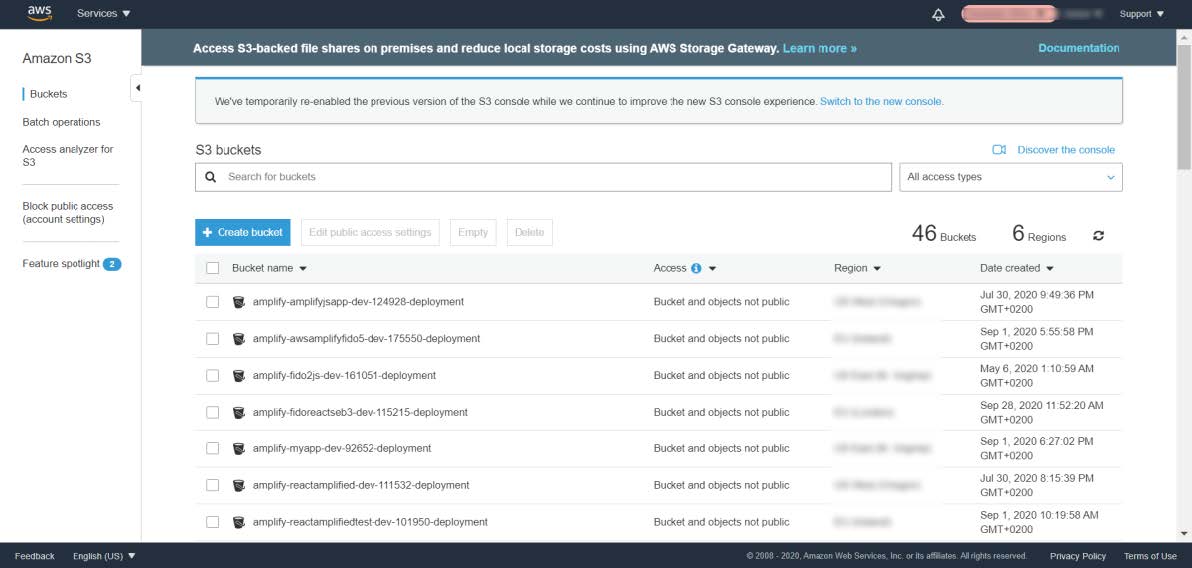 aws Services Support
Access S3-backed file shares on premises and reduce local storage costs using AWS Storage Gateway. Learn more » Documentation
Amazon S3
Buckets
Batch operations
Access analyzer for
S3
Block public access
(account settings)
Feature spotlight 2
We've temporarily re-enabled the previous version of the S3 console while we continue to improve the new S3 console experience. Switch to the new console.
S3 buckets Discover the console
Search for buckets All access types
Create bucket Edit public access settings Empty Delete 46 Buckets 6 Regions
Bucket name Access Region Date created
amplify-amplifyjsapp-dev-124928-deployment Bucket and objects not public Jul 30, 2020 9:49:36 PM
GMT+0200
amplify-awsamplifyfido5-dev-175550-deployment Bucket and objects not public Sep 1, 2020 5:55:58 PM
GMT+0200
amplify-fido2js-dev-161051-deployment Bucket and objects not public May 6, 2020 1:10:59 AM
GMT+0200
amplify-fidoreactseb3-dev-115215-deployment Bucket and objects not public Sep 28, 2020 11:52:20 AM
GMT+0200
amplify-myapp-dev-92652-deployment Bucket and objects not public Sep 1, 2020 6:27:02 PM
GMT+0200
amplify-reactamplified-dev-111532-deployment Bucket and objects not public Jul 30, 2020 8:15:39 PM
GMT+0200
amplify-reactamplifiedtest-dev-101950-deployment Bucket and objects not public Sep 1, 2020 10:19:58 AM
GMT+0200
Feedback English (US) © 2008 - 2020, Amazon Web Services, Inc. or its affiliates. All rights reserved. Privacy Policy Terms of Use